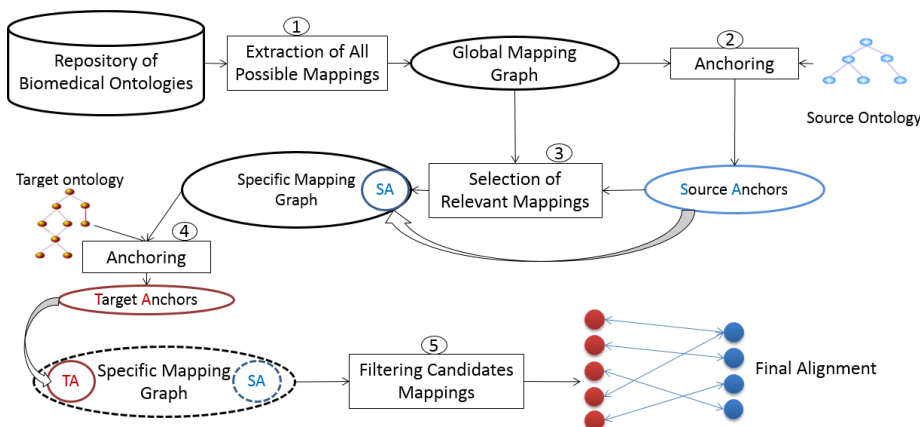 1
Repository of
Biomedical Ontologies
Extraction of All
Possible Mappings
Global Mapping
Graph
2
Anchoring
Source Ontology
3
Selection of
Relevant Mappings
Source Anchors
Specific Mapping
Graph
SA
Target ontology
4
Anchoring
Target Anchors
TA
Specific Mapping
Graph
SA
5
Filtering Candidates
Mappings
Final Alignment